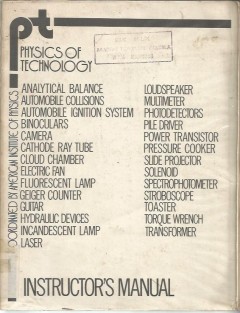 pt
PHYSICS OF
TECHNOLOGY
COORDINATED BY AMERICAN INSTITUTE OF PHYSICS
ANALYTICAL BALANCE
AUTOMOBILE COLLISIONS
AUTOMOBILE IGNITION SYSTEM
BINOCULARS
CAMERA
CATHODE RAY TUBE
CLOUD CHAMBER
ELECTRIC FAN
FLUORESCENT LAMP
GEIGER COUNTER
GUITAR
HYDRAULIC DEVICES
INCANDESCENT LAMP
LASER
LOUDSPEAKER
MULTIMETER
PHOTODETECTORS
PILE DRIVER
POWER TRANSISTOR
PRESSURE COOKER
SLIDE PROJECTOR
SOLENOID
SPECTROPHOTOMETER
STROBOSCOPE
TOASTER
TORQUE WRENCH
TRANSFORMER
INSTRUCTOR'S MANUAL